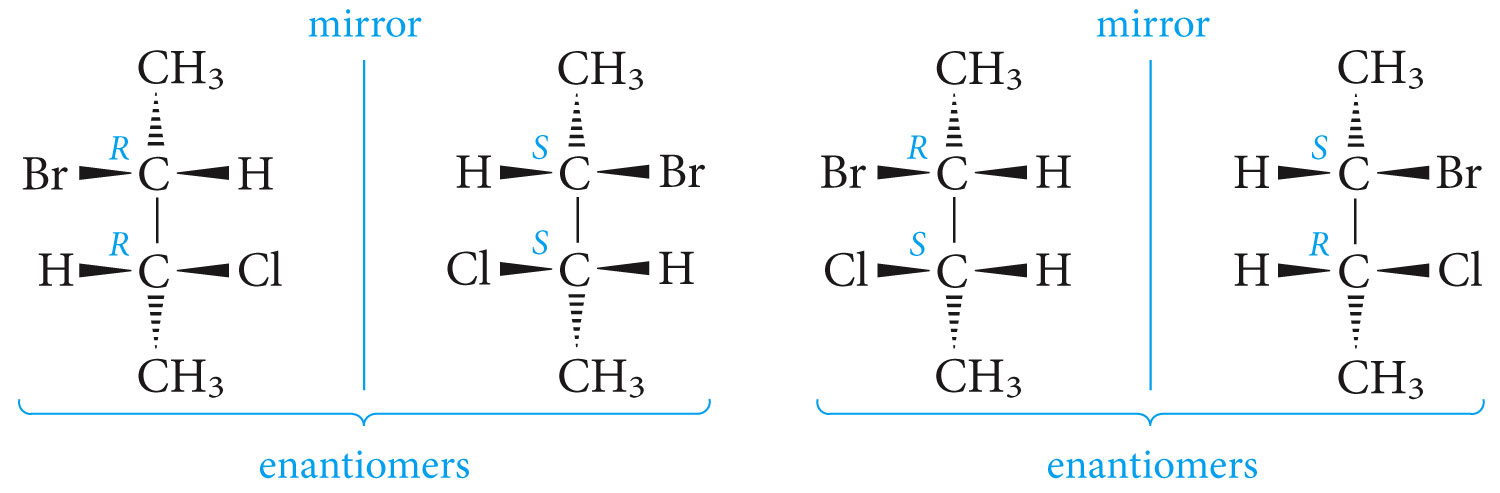 mirror mirror
CH₃ CH₃ CH₃ CH₃
R S R S
Br C H H C Br Br C H H C Br
R S S R
H C Cl Cl C H Cl C H H C Cl
CH₃ CH₃ CH₃ CH₃
enantiomers enantiomers